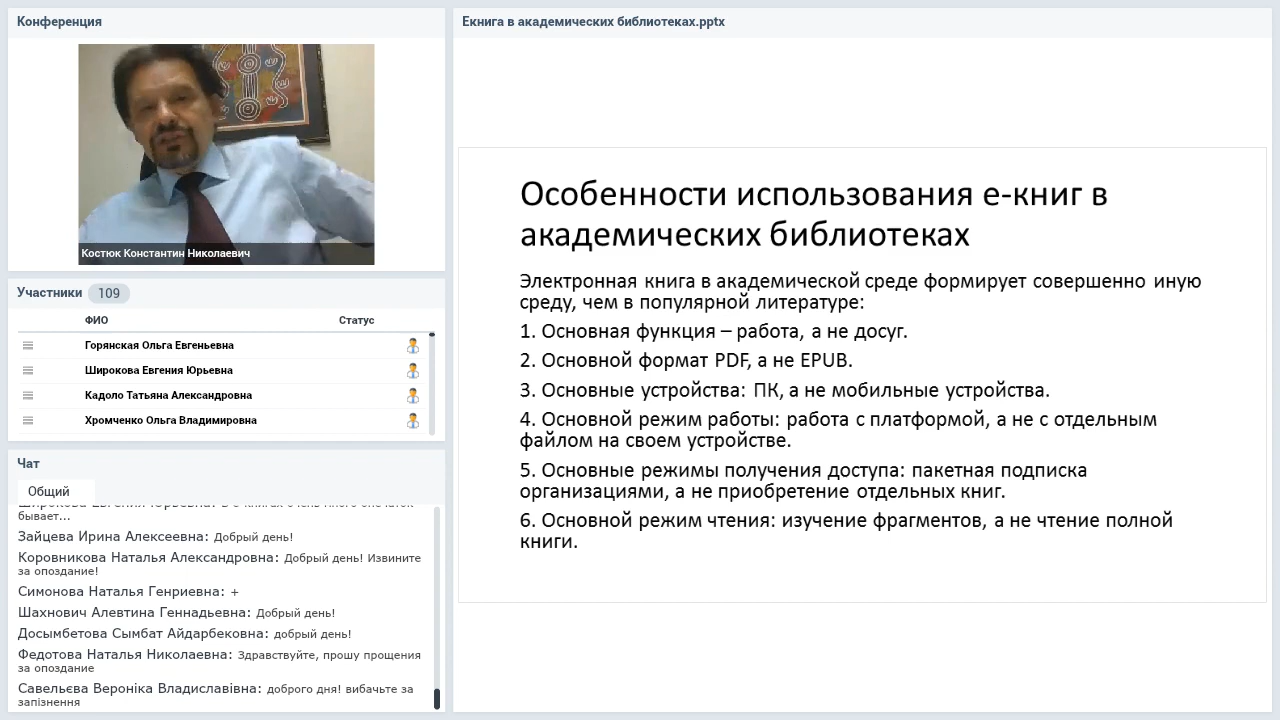 Конференция
Костюк Константин Николаевич
Участники 109
ФИО Статус
Горянская Ольга Евгеньевна
Широкова Евгения Юрьевна
Кадоло Татьяна Александровна
Хромченко Ольга Владимировна
Чат
Общий
бывает...
Зайцева Ирина Алексеевна: Добрый день!
Коровникова Наталья Александровна: Добрый день! Извините
за опоздание!
Симонова Наталья Генриевна: +
Шахнович Алевтина Геннадьевна: Добрый день!
Досымбетова Сымбат Айдарбековна: добрый день!
Федотова Наталья Николаевна: Здравствуйте, прошу прощения
за опоздание
Савельєва Вероніка Владиславівна: доброго дня! вибачьте за
запізнення
Екнига в академических библиотеках.pptx
Особенности использования е-книг в
академических библиотеках
Электронная книга в академической среде формирует совершенно иную
среду, чем в популярной литературе:
1. Основная функция – работа, а не досуг.
2. Основной формат PDF, а не EPUB.
3. Основные устройства: ПК, а не мобильные устройства.
4. Основной режим работы: работа с платформой, а не с отдельным
файлом на своем устройстве.
5. Основные режимы получения доступа: пакетная подписка
организациями, а не приобретение отдельных книг.
6. Основной режим чтения: изучение фрагментов, а не чтение полной
книги.